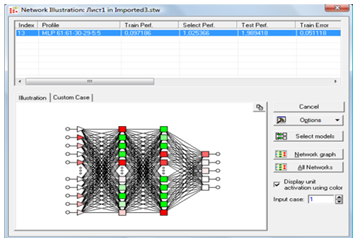 Network Illustration: Лист1 in Imported3.stw
Index Profile Train Perf. Select Perf. Test Perf. Train Error
13 MLP 61:61-30-29-5:5 0,097186 1,025366 1,989418 0,051118
Illustration Custom Case
Cancel
Options
Select models
Network graph
All Networks
Display unit
activation using color
Input case: 1